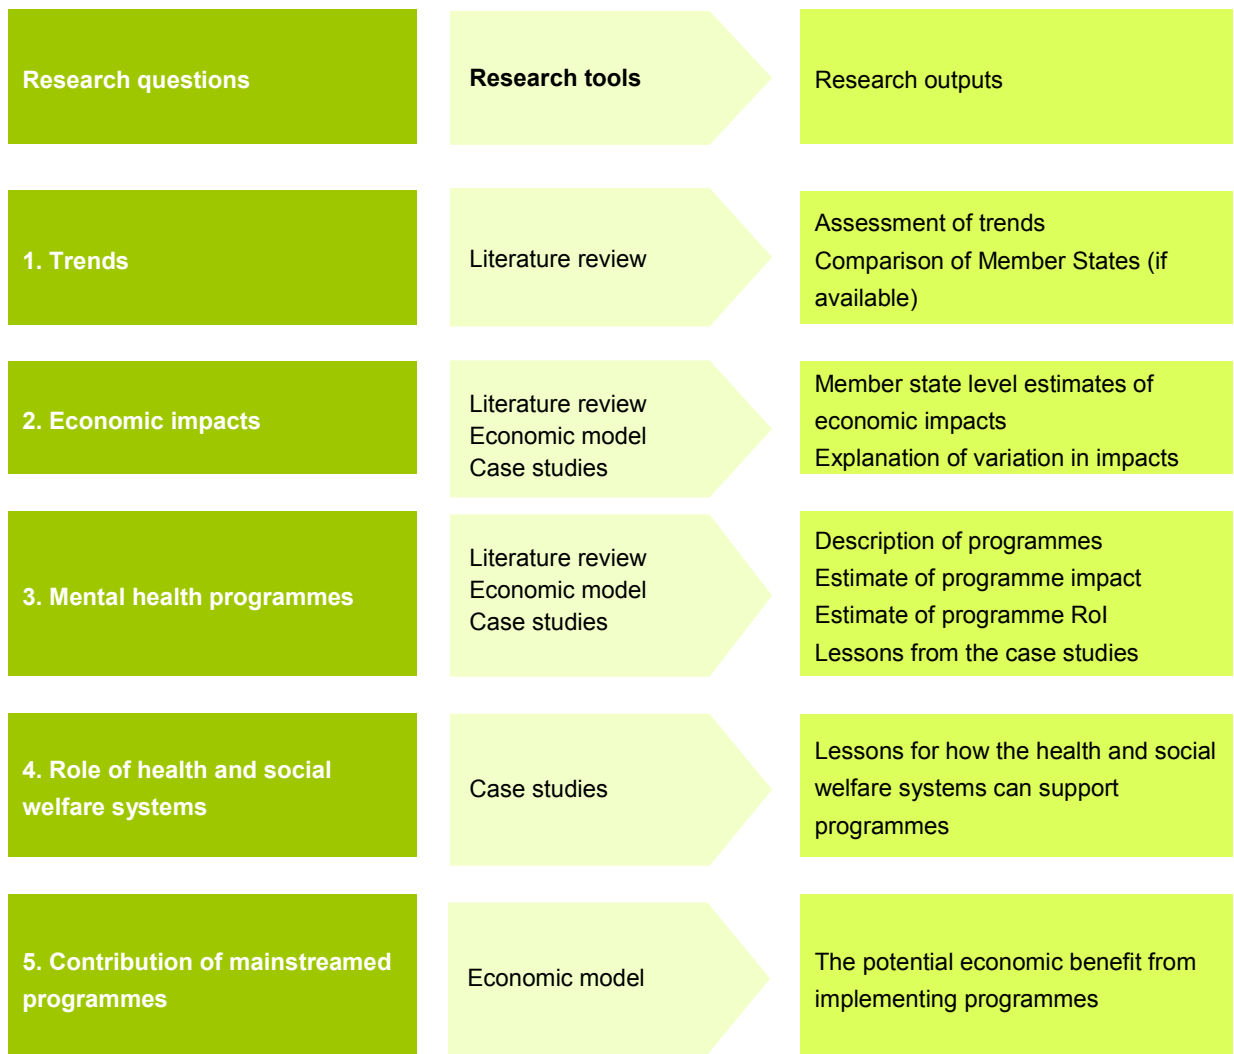 Research questions
Research tools
Research outputs
1. Trends
Literature review
Assessment of trends
Comparison of Member States (if
available)
2. Economic impacts
Literature review
Economic model
Case studies
Member state level estimates of
economic impacts
Explanation of variation in impacts
3. Mental health programmes
Literature review
Economic model
Case studies
Description of programmes
Estimate of programme impact
Estimate of programme RoI
Lessons from the case studies
4. Role of health and social
welfare systems
Case studies
Lessons for how the health and social
welfare systems can support
programmes
5. Contribution of mainstreamed
programmes
Economic model
The potential economic benefit from
implementing programmes